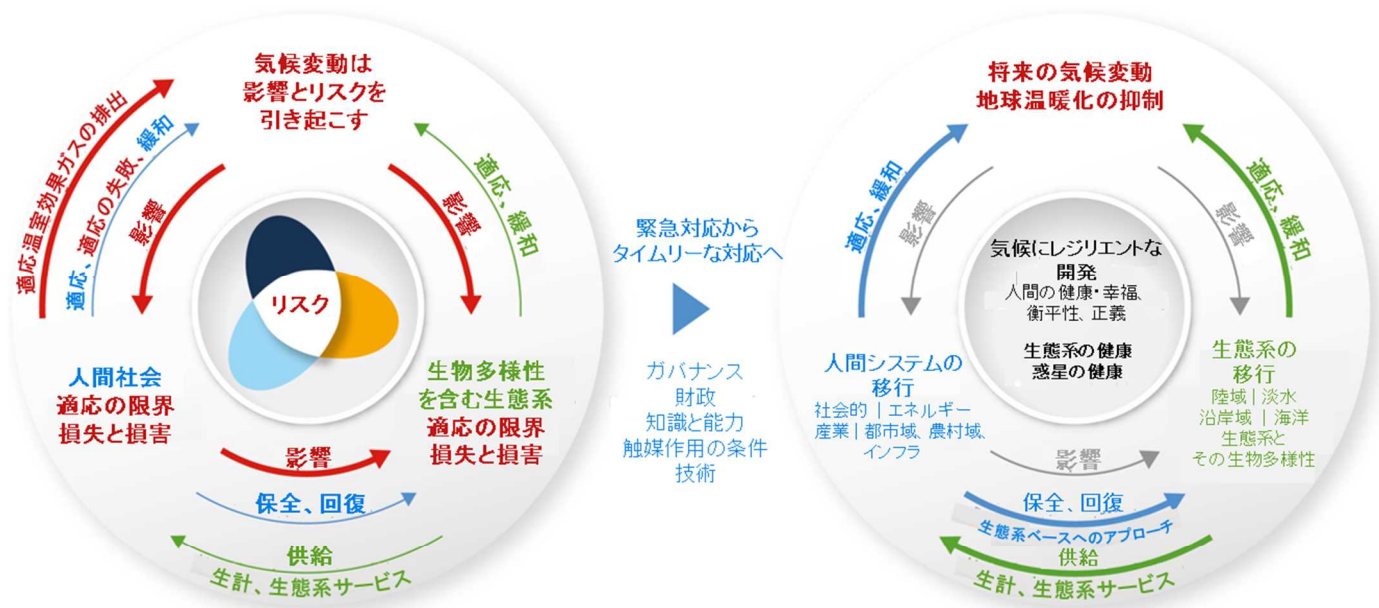 気候変動は
影響とリスクを
引き起こす
適応温室効果ガスの排出
適応、適応の失敗、緩和
影響
影響
適応、緩和
リスク
人間社会
適応の限界
損失と損害
生物多様性
を含む生態系
適応の限界
損失と損害
影響
保全、回復
供給
生計、生態系サービス
緊急対応から
タイムリーな対応へ
ガバナンス
財政
知識と能力
触媒作用の条件
技術
将来の気候変動
地球温暖化の抑制
適応、緩和
影響
影響
適応、緩和
気候にレジリエントな
開発
人間の健康・幸福、
衡平性、正義
生態系の健康
惑星の健康
人間システムの
移行
社会的 | エネルギー
産業 | 都市域、農村域、
インフラ
生態系の
移行
陸域 | 淡水
沿岸域 | 海洋
生態系と
その生物多様性
影響
保全、回復
生態系ベースへのアプローチ
供給
生計、生態系サービス